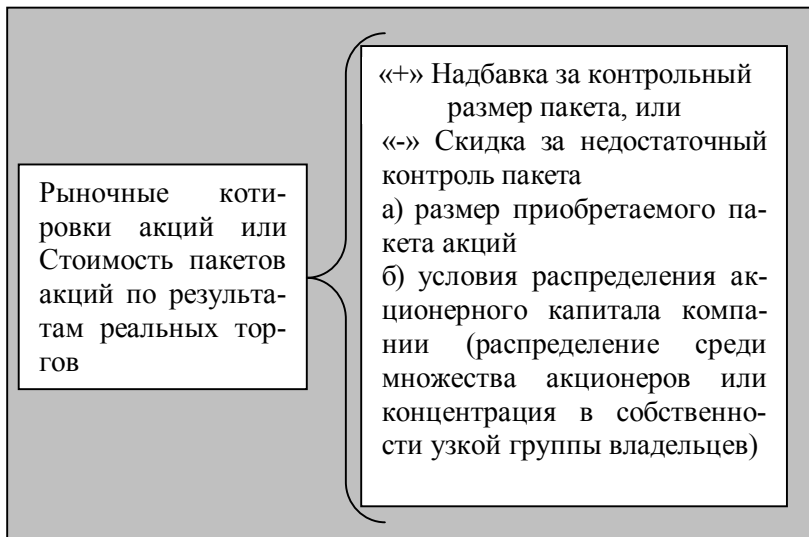 Рыночные коти-
ровки акций или
Стоимость пакетов
акций по результа-
там реальных тор-
гов
«+» Надбавка за контрольный
размер пакета, или
«-» Скидка за недостаточный
контроль пакета
а) размер приобретаемого па-
кета акций
б) условия распределения ак-
ционерного капитала компа-
нии (распределение среди
множества акционеров или
концентрация в собственно-
сти узкой группы владельцев)